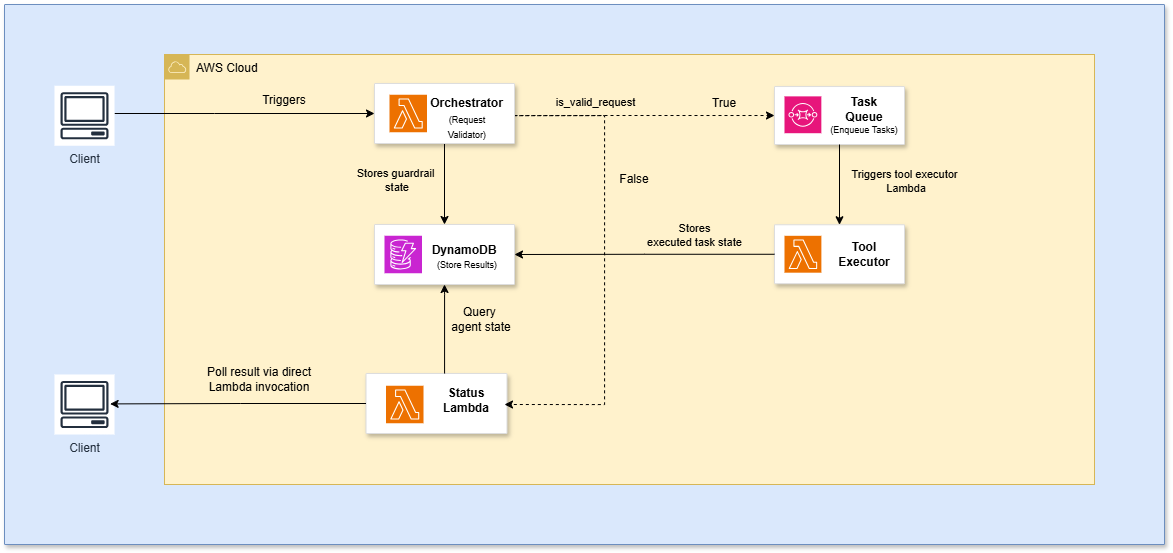 AWS Cloud
Triggers
Orchestrator
(Request
Validator)
is_valid_request
True
Task
Queue
(Enqueue Tasks)
Client
Stores guardrail
state
False
Triggers tool executor
Lambda
DynamoDB
(Store Results)
Stores
executed task state
Tool
Executor
Query
agent state
Poll result via direct
Lambda invocation
Status
Lambda
Client